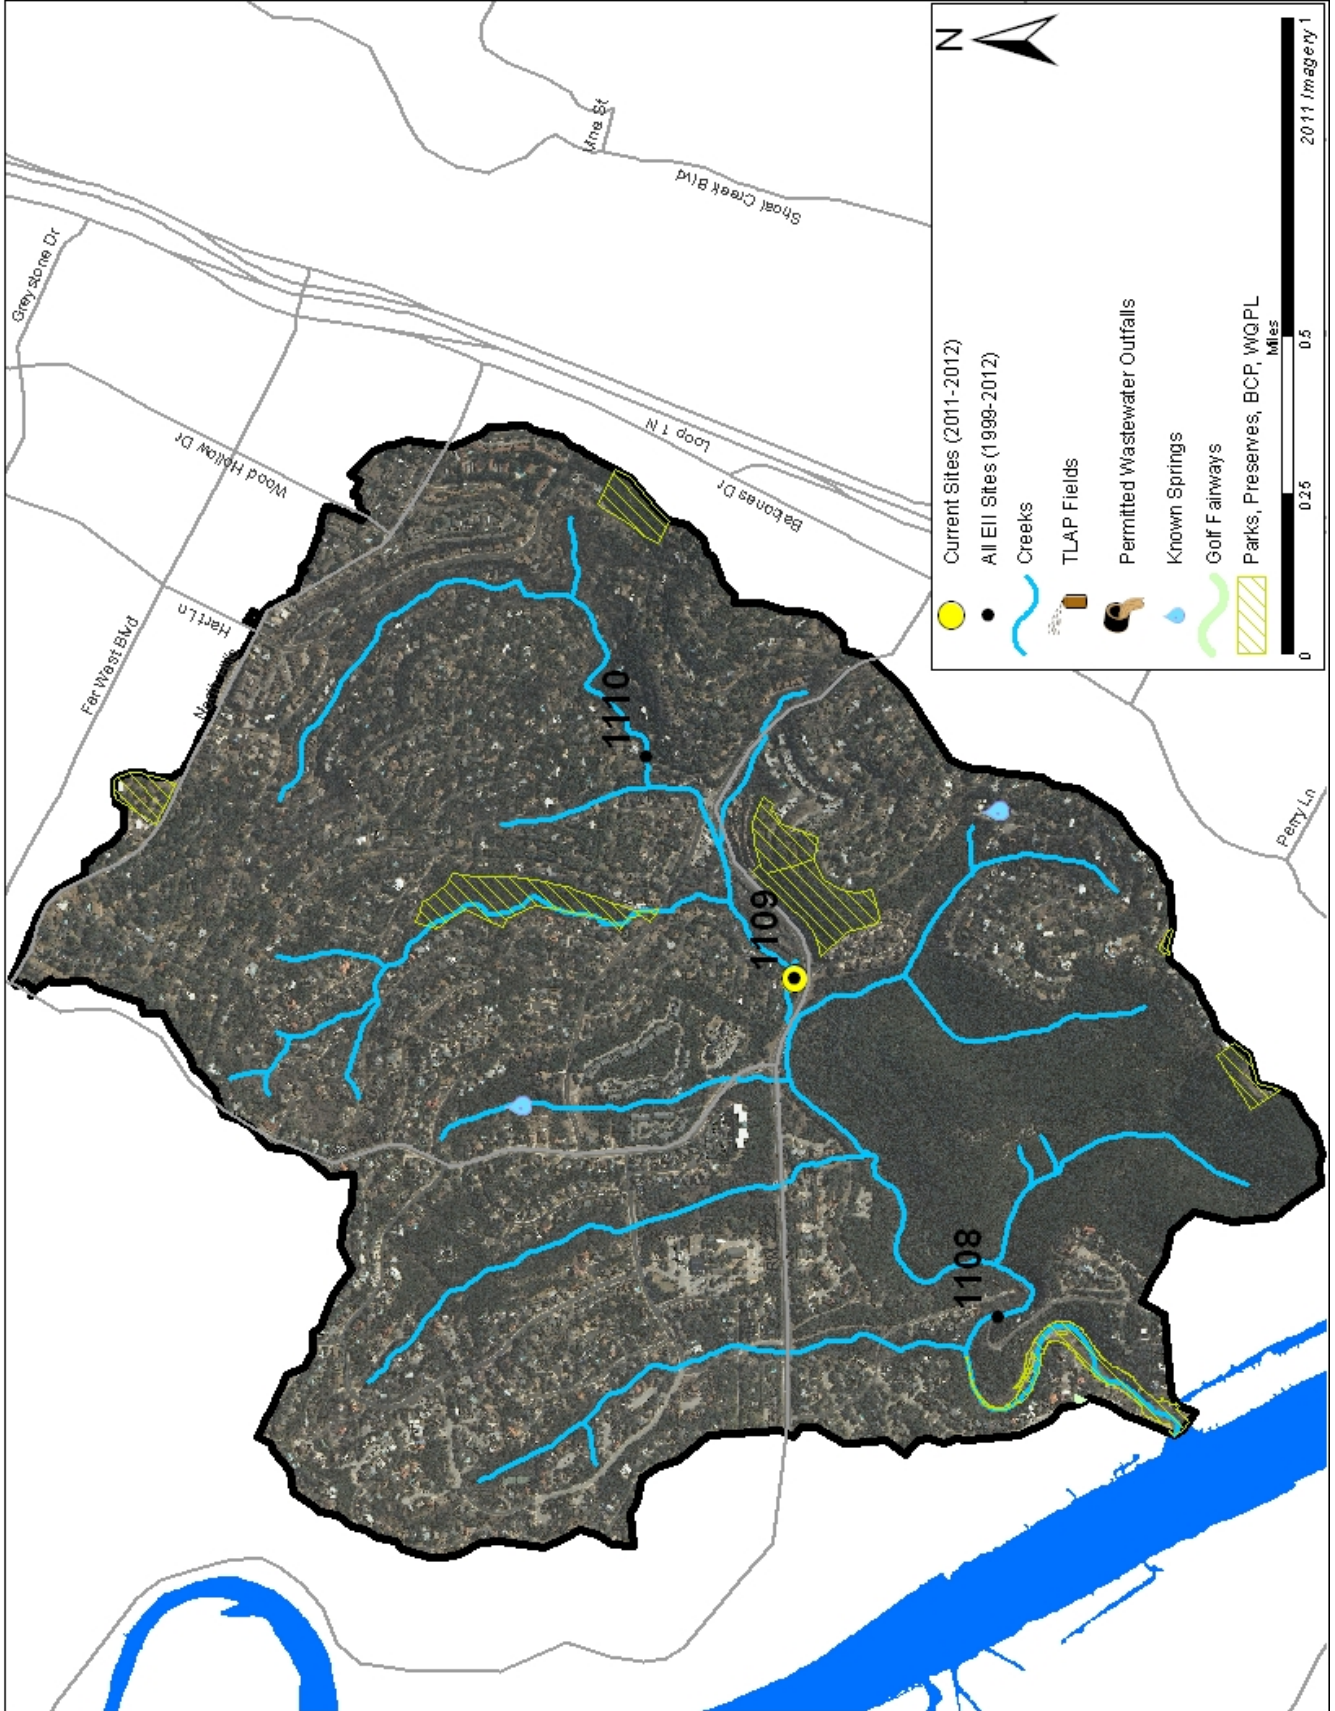 Greystone Dr
Wood Hollow Dr
Far West Blvd
Hart Ln
Loop 1 N
Balcones Dr
Shoal Creek Blvd
Perry Ln
1110
1109
1108
N
Current Sites (2011-2012)
All EII Sites (1999-2012)
Creeks
TLAP Fields
Permitted Wastewater Outfalls
Known Springs
Golf Fairways
Parks, Preserves, BCP, WQPL
Miles
0 0.25 0.5 1
2011 Imagery